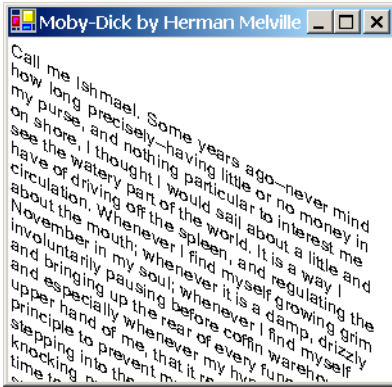 Moby-Dick by Herman Melville
Call me Ishmael. Some years ago—never mind
how long precisely—having little or no money in
my purse, and nothing particular to interest me
on shore, I thought I would sail about a little and
see the watery part of the world. It is a way I
have of driving off the spleen, and regulating the
circulation. Whenever I find myself growing grim
about the mouth; whenever it is a damp, drizzly
November in my soul; whenever I find myself
involuntarily pausing before coffin wareho
and bringing up the rear of every fune
and especially whenever my hyp
upper hand of me, that it re
principle to prevent m
stepping into the
knocking
time to